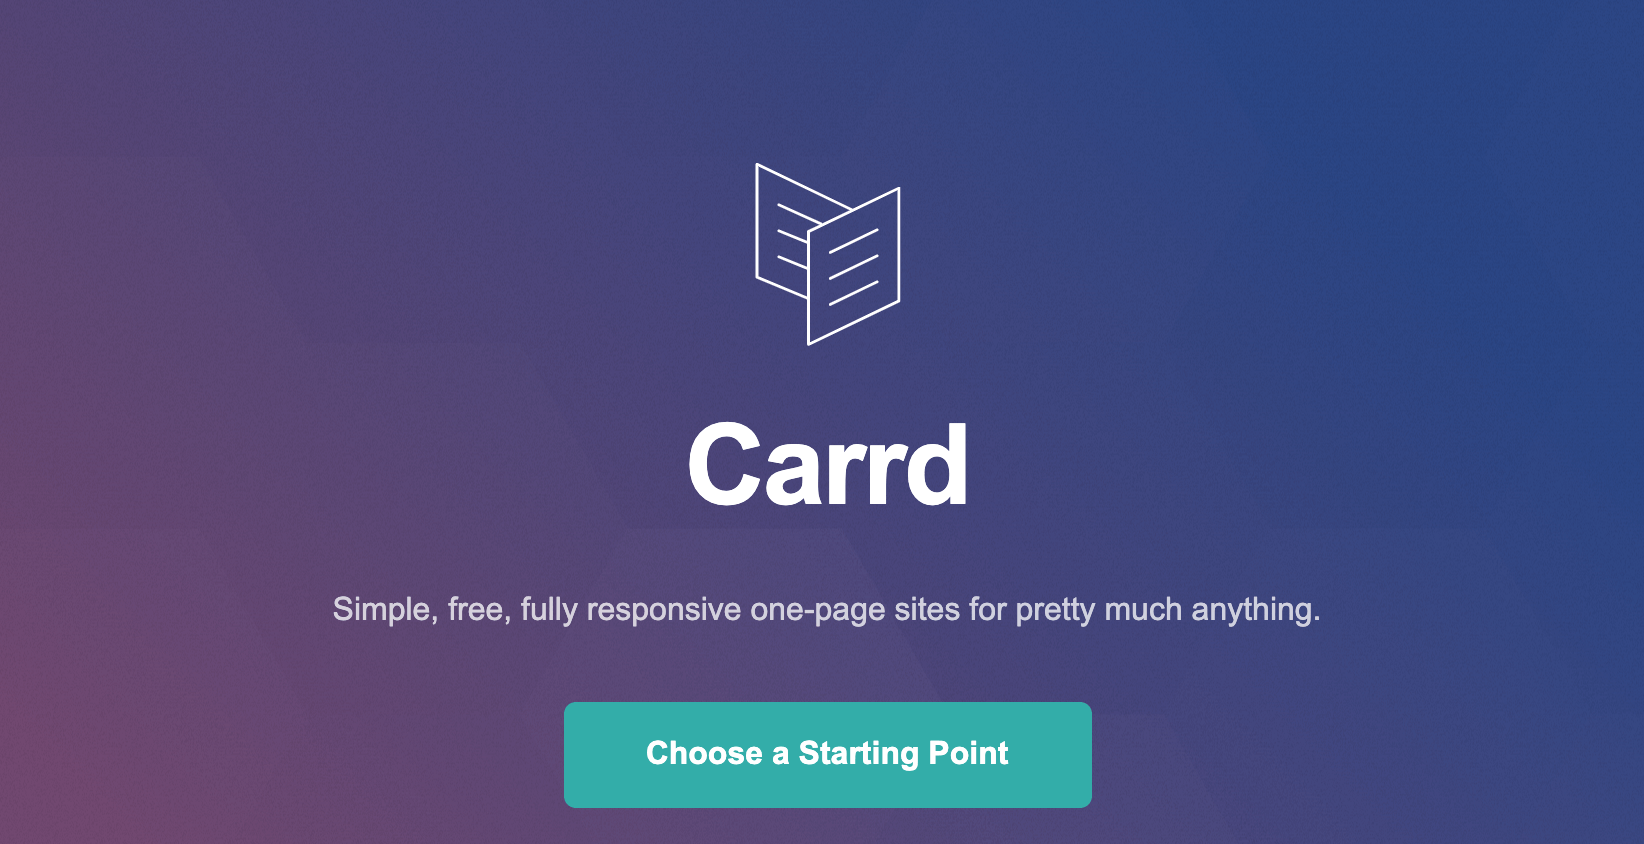 Carrd
Simple, free, fully responsive one-page sites for pretty much anything.
Choose a Starting Point